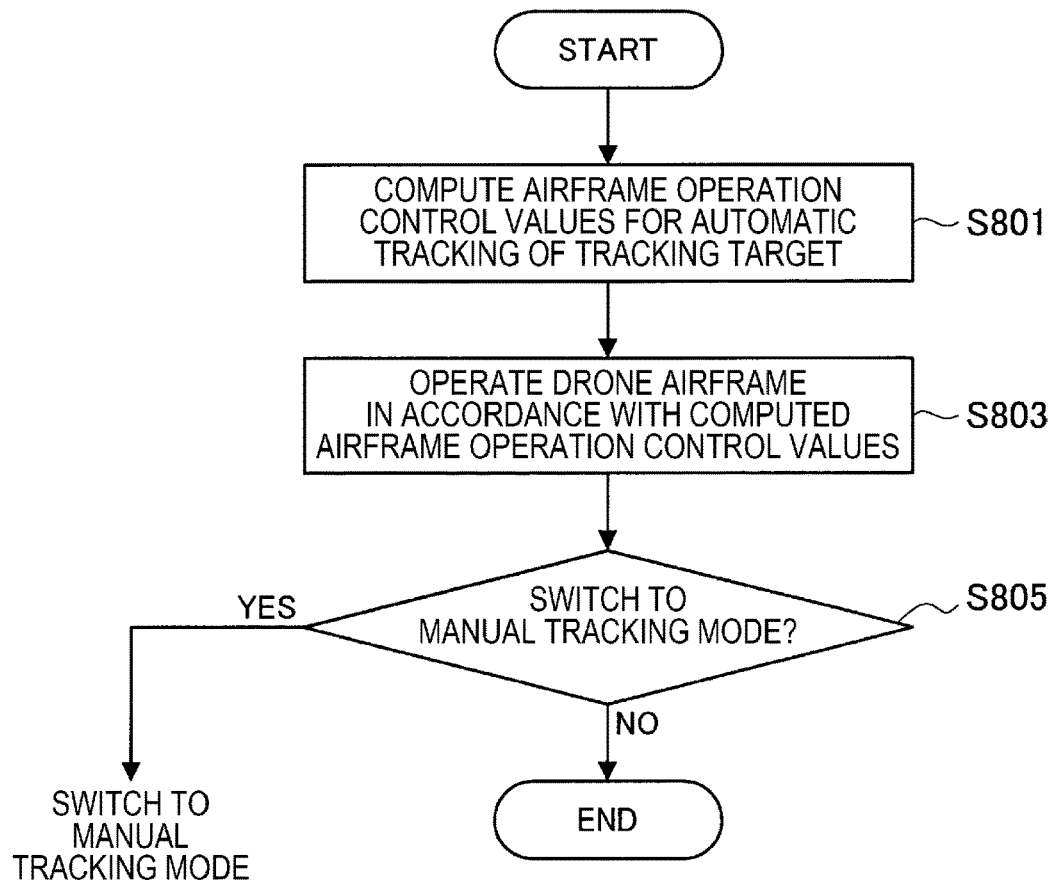 START
COMPUTE AIRFRAME OPERATION
CONTROL VALUES FOR AUTOMATIC
TRACKING OF TRACKING TARGET
S801
OPERATE DRONE AIRFRAME
IN ACCORDANCE WITH COMPUTED
AIRFRAME OPERATION CONTROL VALUES
S803
SWITCH TO
MANUAL TRACKING MODE?
S805
YES
NO
SWITCH TO
MANUAL
TRACKING MODE
END